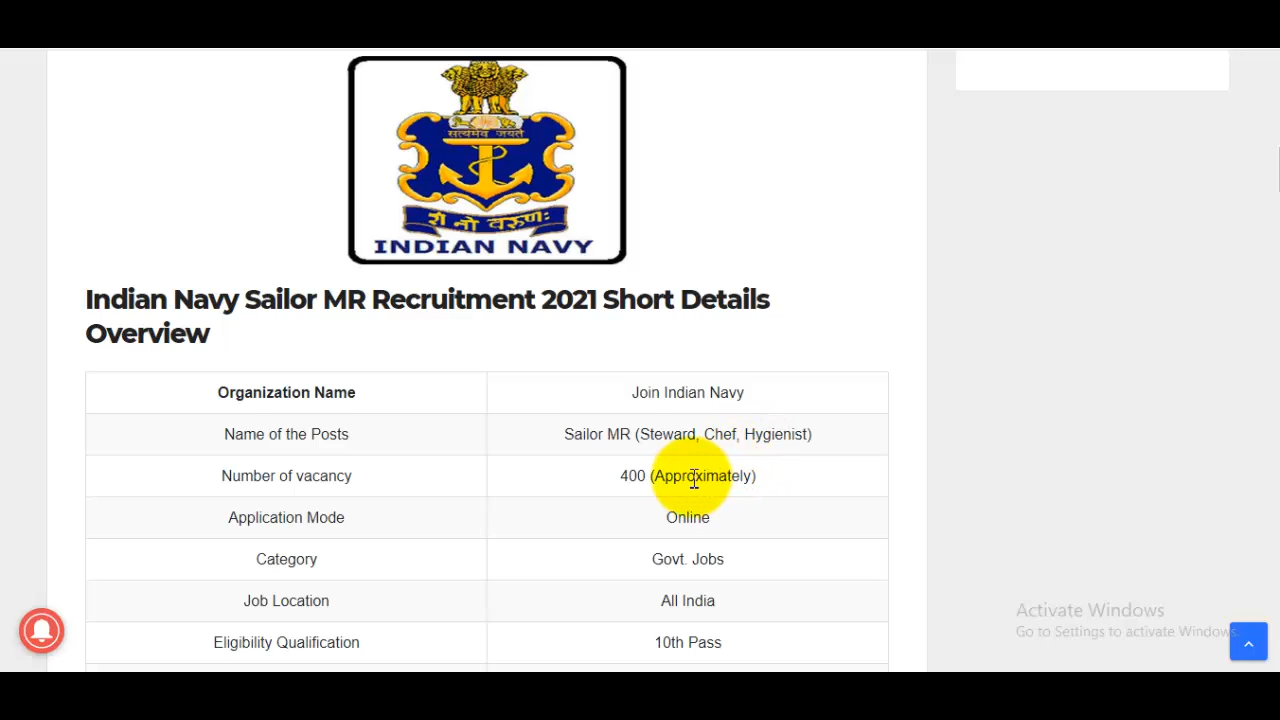 सत्यमेव जयते
शं नो वरुणः
INDIAN NAVY
Indian Navy Sailor MR Recruitment 2021 Short Details
Overview
Organization Name Join Indian Navy
Name of the Posts Sailor MR (Steward, Chef, Hygienist)
Number of vacancy 400 (Approximately)
Application Mode Online
Category Govt. Jobs
Job Location All India
Eligibility Qualification 10th Pass
Activate Windows
Go to Settings to activate Windows.